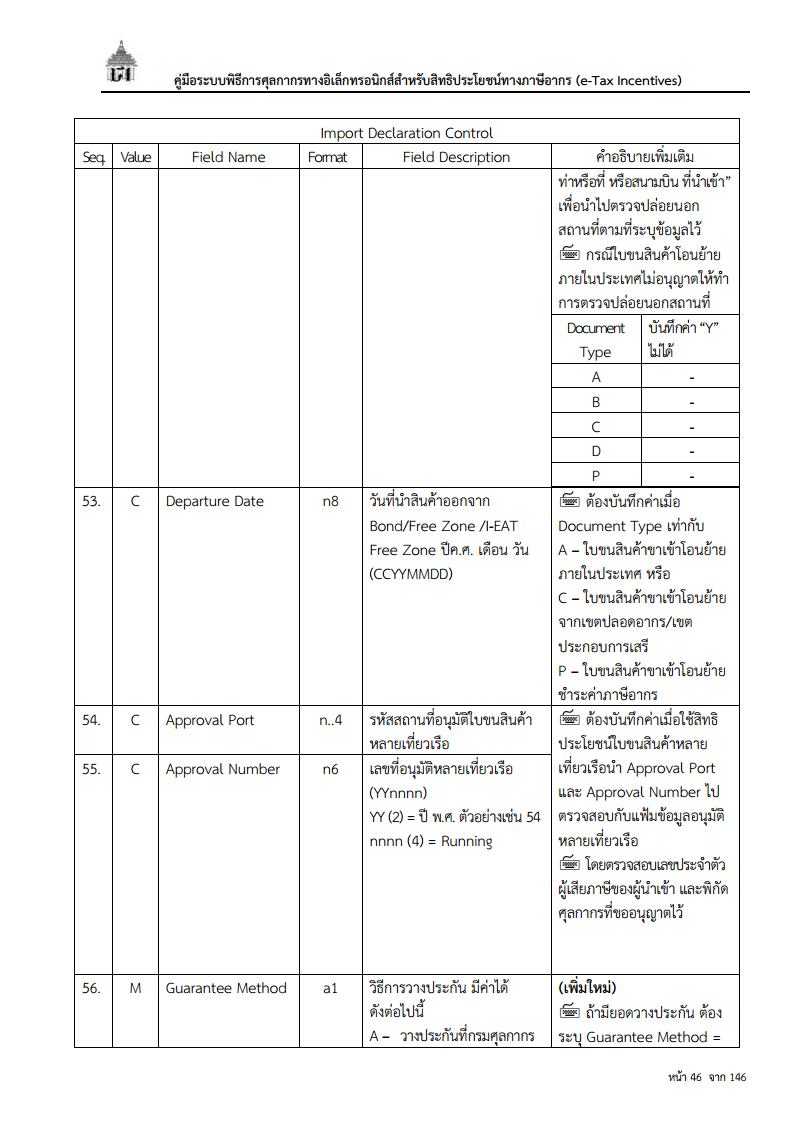 คู่มือระบบพิธีการศุลกากรทางอิเล็กทรอนิกส์สำหรับสิทธิประโยชน์ทางภาษีอากร (e-Tax Incentives)
Import Declaration Control
Seq. Value Field Name Format Field Description คำอธิบายเพิ่มเติม
ท่าหรือที่ หรือสนามบิน ที่นำเข้า”
เพื่อนำไปตรวจปล่อยนอก
สถานที่ตามที่ระบุข้อมูลไว้
กรณีใบขนสินค้าโอนย้าย
ภายในประเทศไม่อนุญาตให้ทำ
การตรวจปล่อยนอกสถานที่
Document บันทึกค่า “Y”
Type ไม่ได้
A -
B -
C -
D -
P -
53. C Departure Date n8 วันที่นำสินค้าออกจาก ต้องบันทึกค่าเมื่อ
Bond/Free Zone /I-EAT Document Type เท่ากับ
Free Zone ปีค.ศ. เดือน วัน A – ใบขนสินค้าขาเข้าโอนย้าย
(CCYYMMDD) ภายในประเทศ หรือ
C – ใบขนสินค้าขาเข้าโอนย้าย
จากเขตปลอดอากร/เขต
ประกอบการเสรี
P – ใบขนสินค้าขาเข้าโอนย้าย
ชำระค่าภาษีอากร
54. C Approval Port n..4 รหัสสถานที่อนุมัติใบขนสินค้า ต้องบันทึกค่าเมื่อใช้สิทธิ
หลายเที่ยวเรือ ประโยชน์ใบขนสินค้าหลาย
55. C Approval Number n6 เลขที่อนุมัติหลายเที่ยวเรือ เที่ยวเรือนำ Approval Port
(YYnnnn) และ Approval Number ไป
YY (2) = ปี พ.ศ. ตัวอย่างเช่น 54 ตรวจสอบกับแฟ้มข้อมูลอนุมัติ
nnnn (4) = Running หลายเที่ยวเรือ
โดยตรวจสอบเลขประจำตัว
ผู้เสียภาษีของผู้นำเข้า และพิกัด
ศุลกากรที่ขออนุญาตไว้
56. M Guarantee Method a1 วิธีการวางประกัน มีค่าได้ (เพิ่มใหม่)
ดังต่อไปนี้ ถ้ามียอดวางประกัน ต้อง
A – วางประกันที่กรมศุลกากร ระบุ Guarantee Method =
หน้า 46 จาก 146